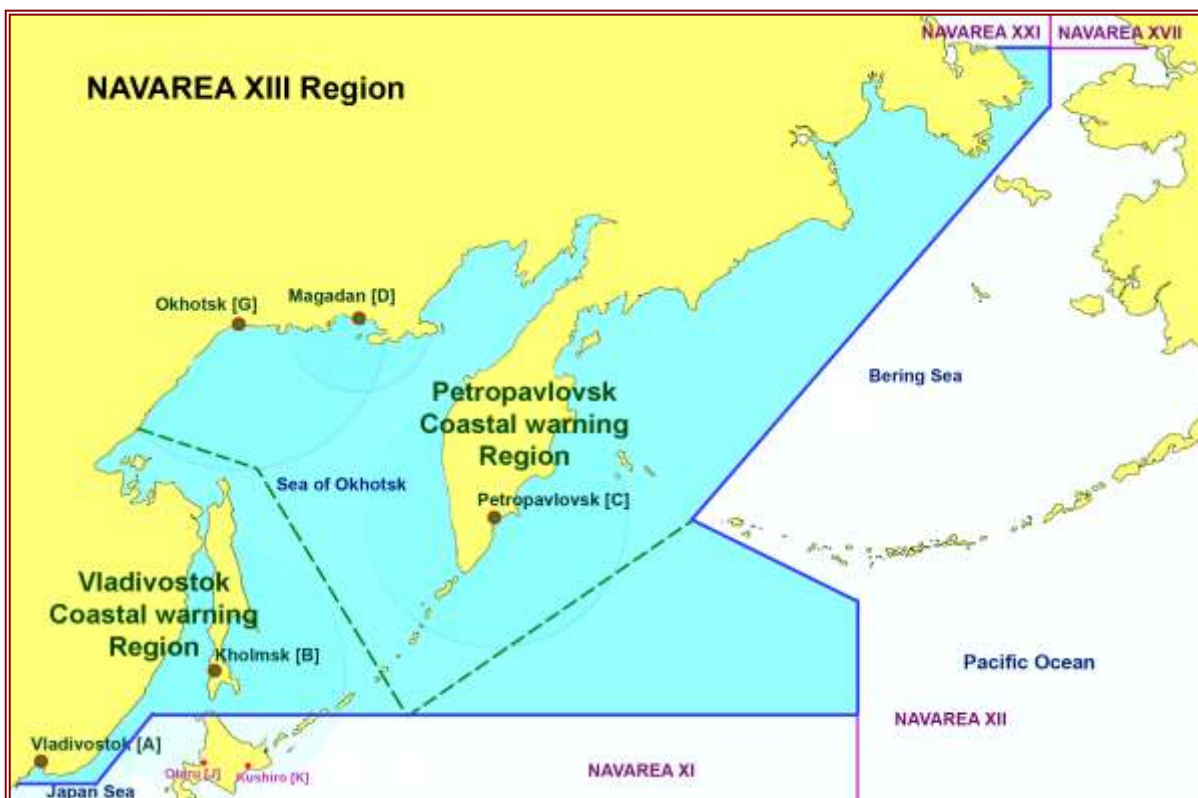 NAVAREA XXI
NAVAREA XVII
NAVAREA XIII Region
Okhotsk [G]
Magadan [D]
Bering Sea
Petropavlovsk
Coastal warning
Region
Sea of Okhotsk
Petropavlovsk [C]
Vladivostok
Coastal warning
Region
Kholmsk [B]
Pacific Ocean
NAVAREA XII
Vladivostok [A]
Otaru [J]
Kushiro [K]
NAVAREA XI
Japan Sea